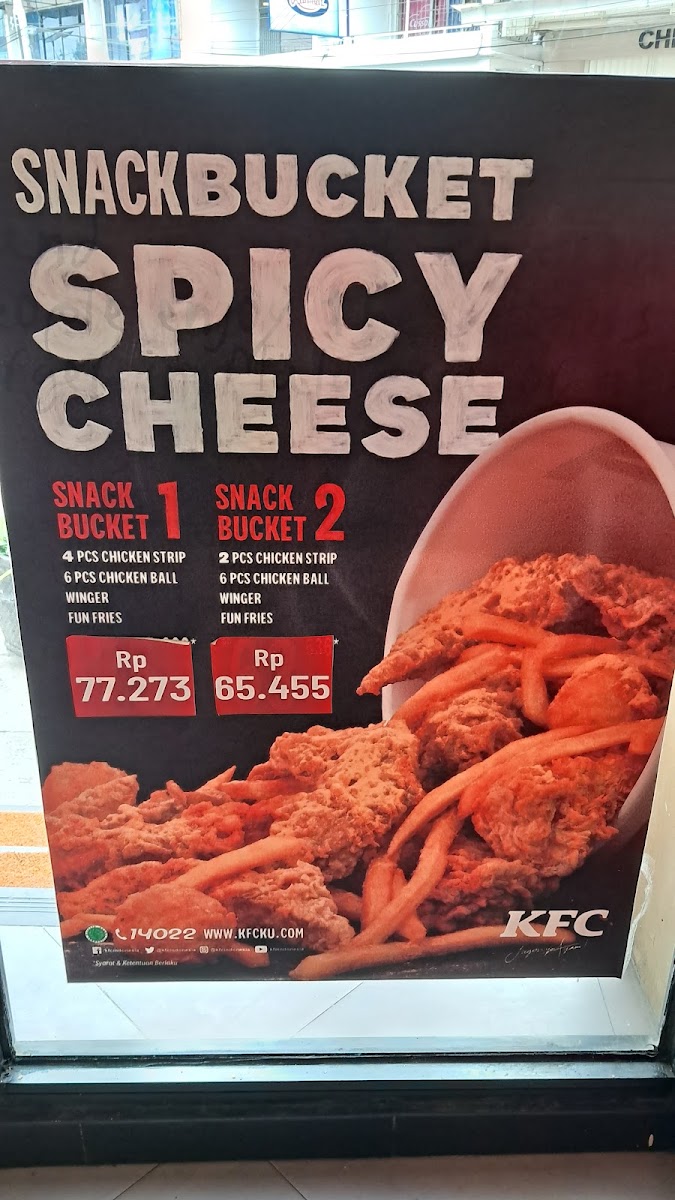 CHE
SNACKBUCKET
SPICY
CHEESE
SNACK
BUCKET 1
4 PCS CHICKEN STRIP
6 PCS CHICKEN BALL
WINGER
FUN FRIES
Rp
77.273
SNACK
BUCKET 2
2 PCS CHICKEN STRIP
6 PCS CHICKEN BALL
WINGER
FUN FRIES
Rp
65.455
14022 WWW.KFCKU.COM
*Syarat & Ketentuan Berlaku
KFC